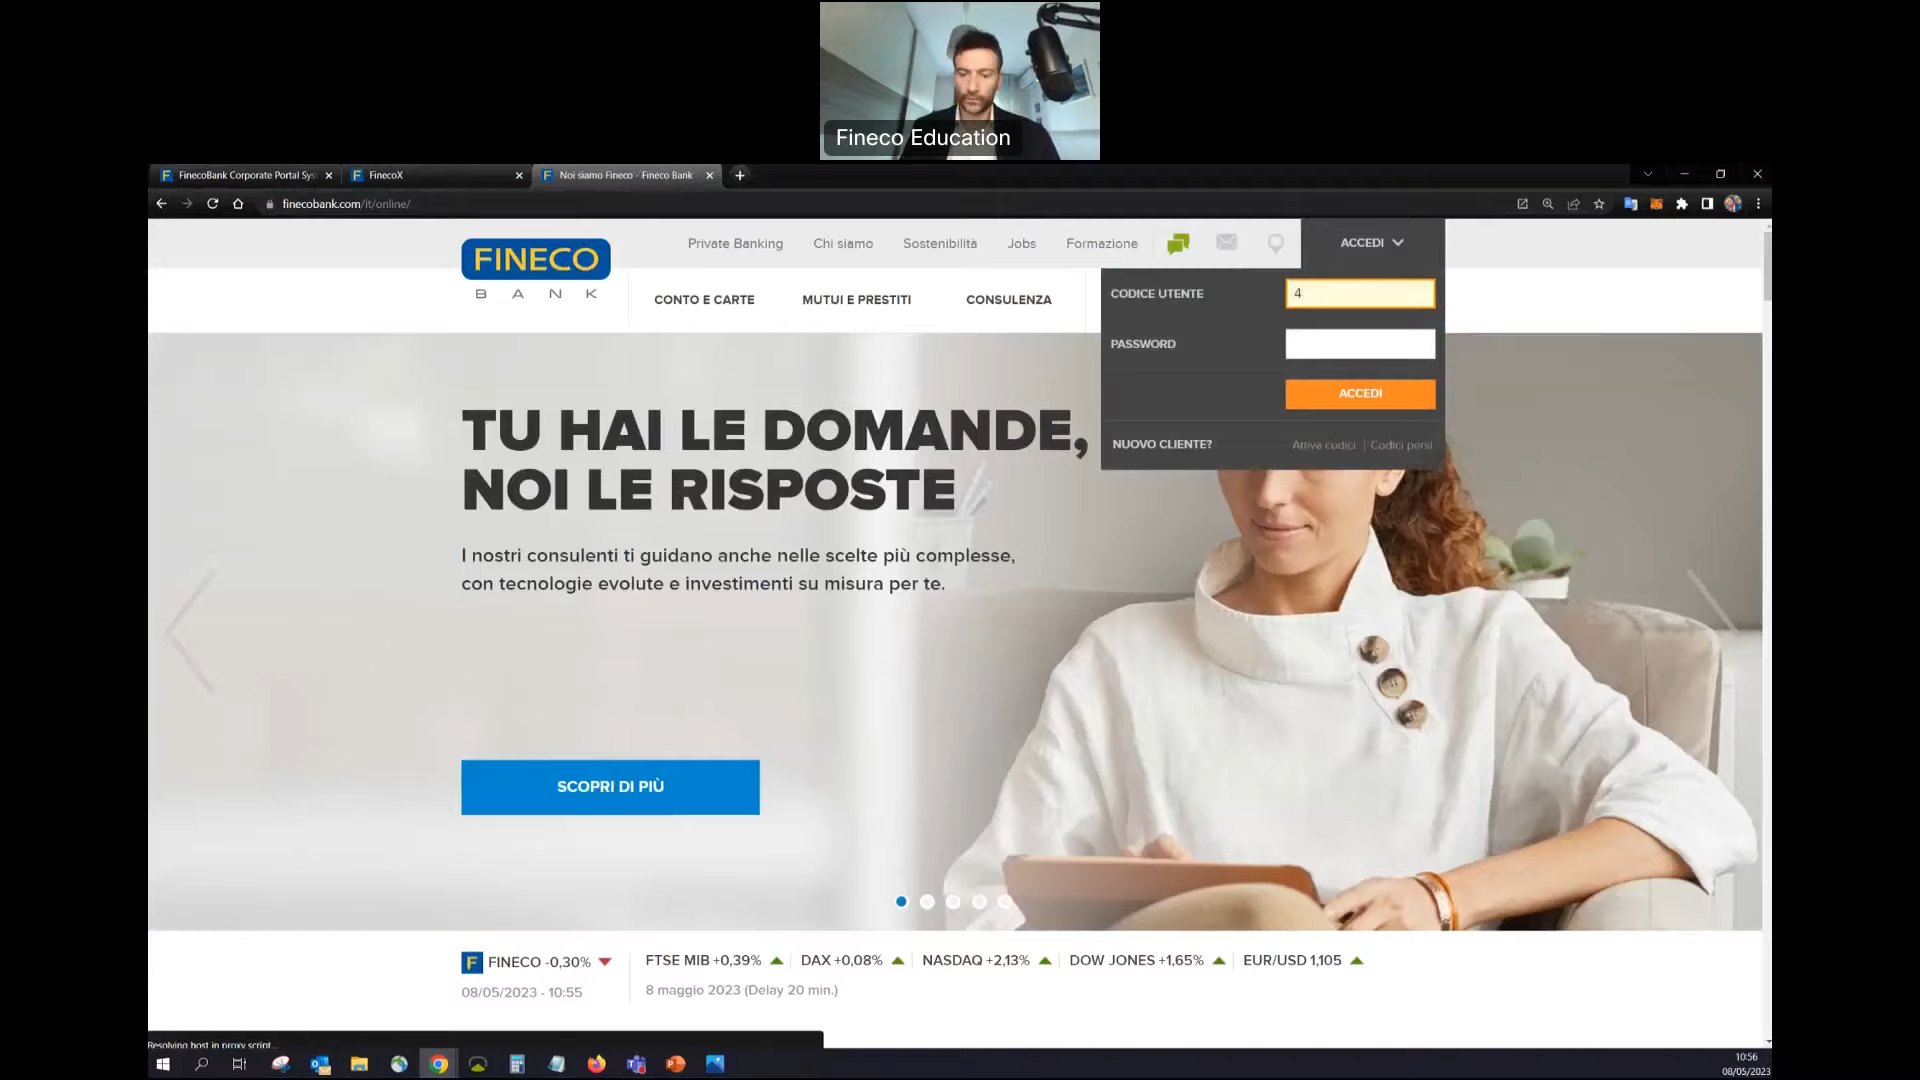 Fineco Education
FinecoBank Corporate Portal Sys
FinecoX
Noi siamo Fineco - Fineco Bank
finecobank.com/it/online/
FINECO
BANK
Private Banking
Chi siamo
Sostenibilità
Jobs
Formazione
ACCEDI
CONTO E CARTE
MUTUI E PRESTITI
CONSULENZA
CODICE UTENTE
4
PASSWORD
ACCEDI
NUOVO CLIENTE?
Attiva codici | Codici persi
TU HAI LE DOMANDE,
NOI LE RISPOSTE
I nostri consulenti ti guidano anche nelle scelte più complesse,
con tecnologie evolute e investimenti su misura per te.
SCOPRI DI PIÙ
F FINECO -0,30%
08/05/2023 - 10:55
FTSE MIB +0,39%
DAX +0,08%
NASDAQ +2,13%
DOW JONES +1,65%
EUR/USD 1,105
8 maggio 2023 (Delay 20 min.)
Resolving host in proxy script...
10:56
08/05/2023